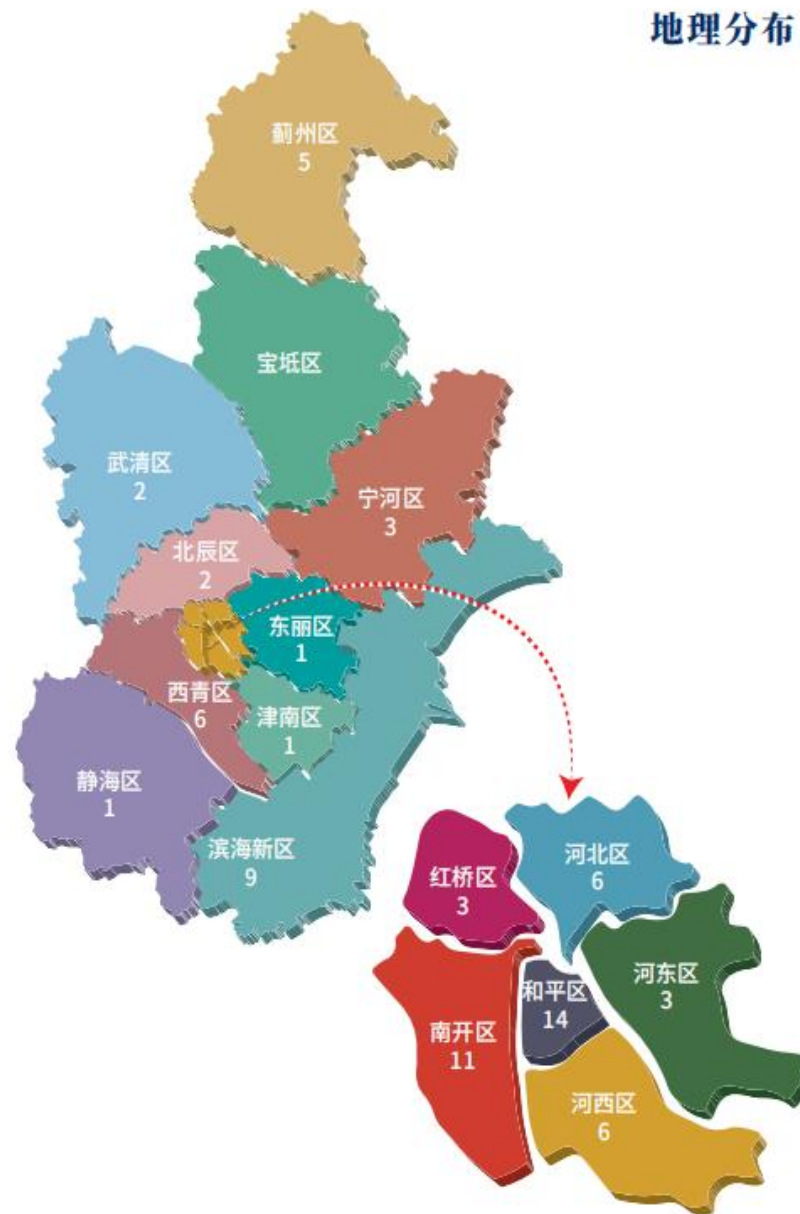 地理分布
蓟州区
5
宝坻区
武清区
2
宁河区
3
北辰区
2
东丽区
1
西青区
6
津南区
1
静海区
1
滨海新区
9
河北区
6
红桥区
3
河东区
3
和平区
14
南开区
11
河西区
6